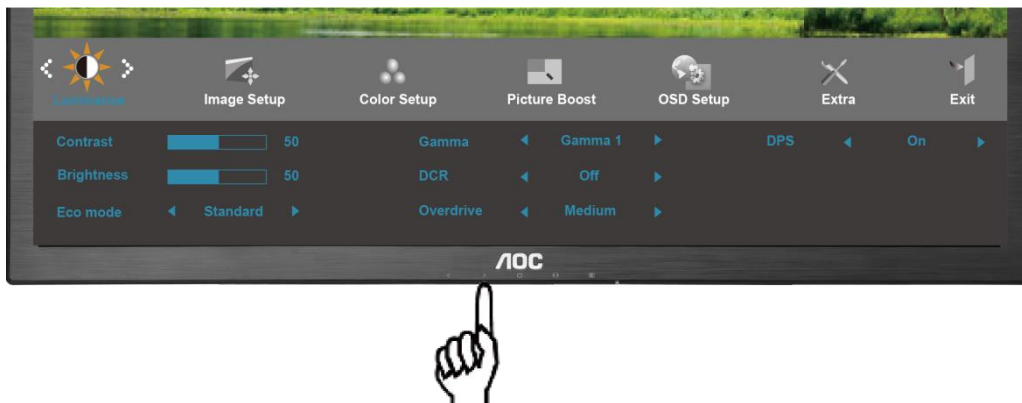 Luminance
Image Setup
Color Setup
Picture Boost
OSD Setup
Extra
Exit
Contrast 50 Gamma Gamma 1 DPS On
Brightness 50 DCR Off
Eco mode Standard Overdrive Medium
AOC